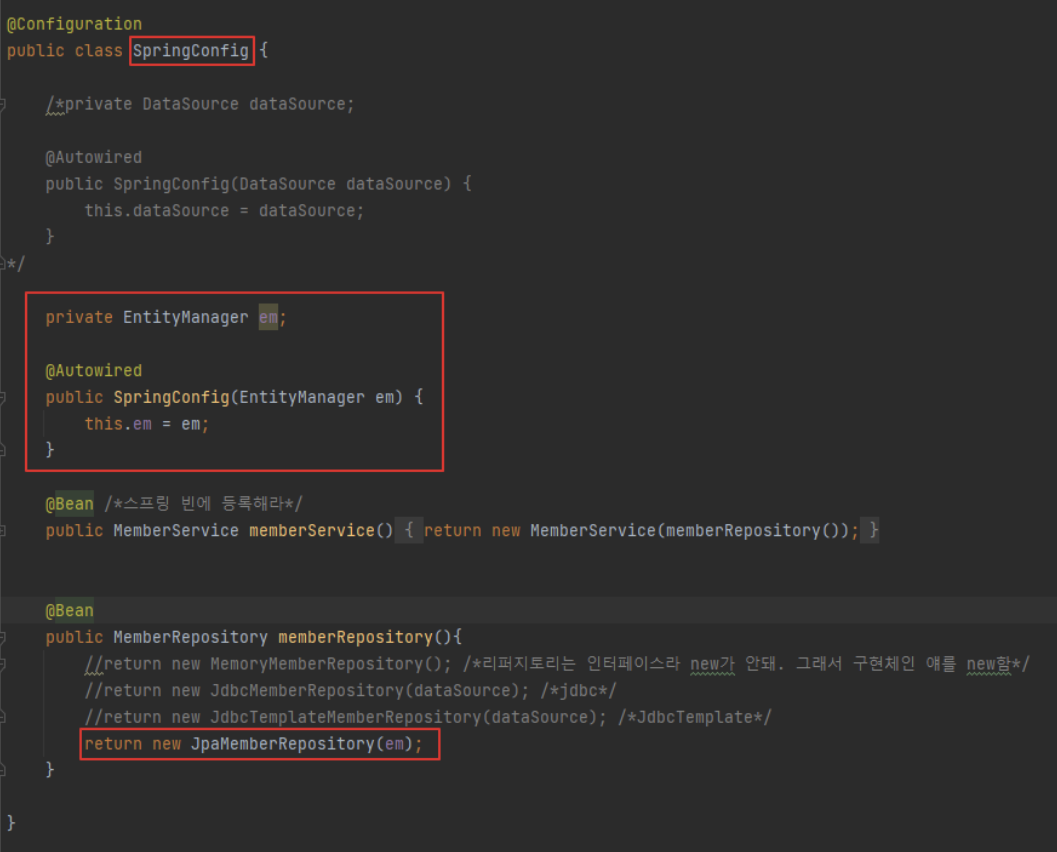 @Configuration
public class SpringConfig {
/*private DataSource dataSource;
@Autowired
public SpringConfig(DataSource dataSource) {
this.dataSource = dataSource;
}
*/
private EntityManager em;
@Autowired
public SpringConfig(EntityManager em) {
this.em = em;
}
@Bean /*스프링 빈에 등록해라*/
public MemberService memberService() { return new MemberService(memberRepository()); }
@Bean
public MemberRepository memberRepository(){
//return new MemoryMemberRepository(); /*리퍼지토리는 인터페이스라 new가 안돼. 그래서 구현체인 얘를 new함*/
//return new JdbcMemberRepository(dataSource); /*jdbc*/
//return new JdbcTemplateMemberRepository(dataSource); /*JdbcTemplate*/
return new JpaMemberRepository(em);
}
}